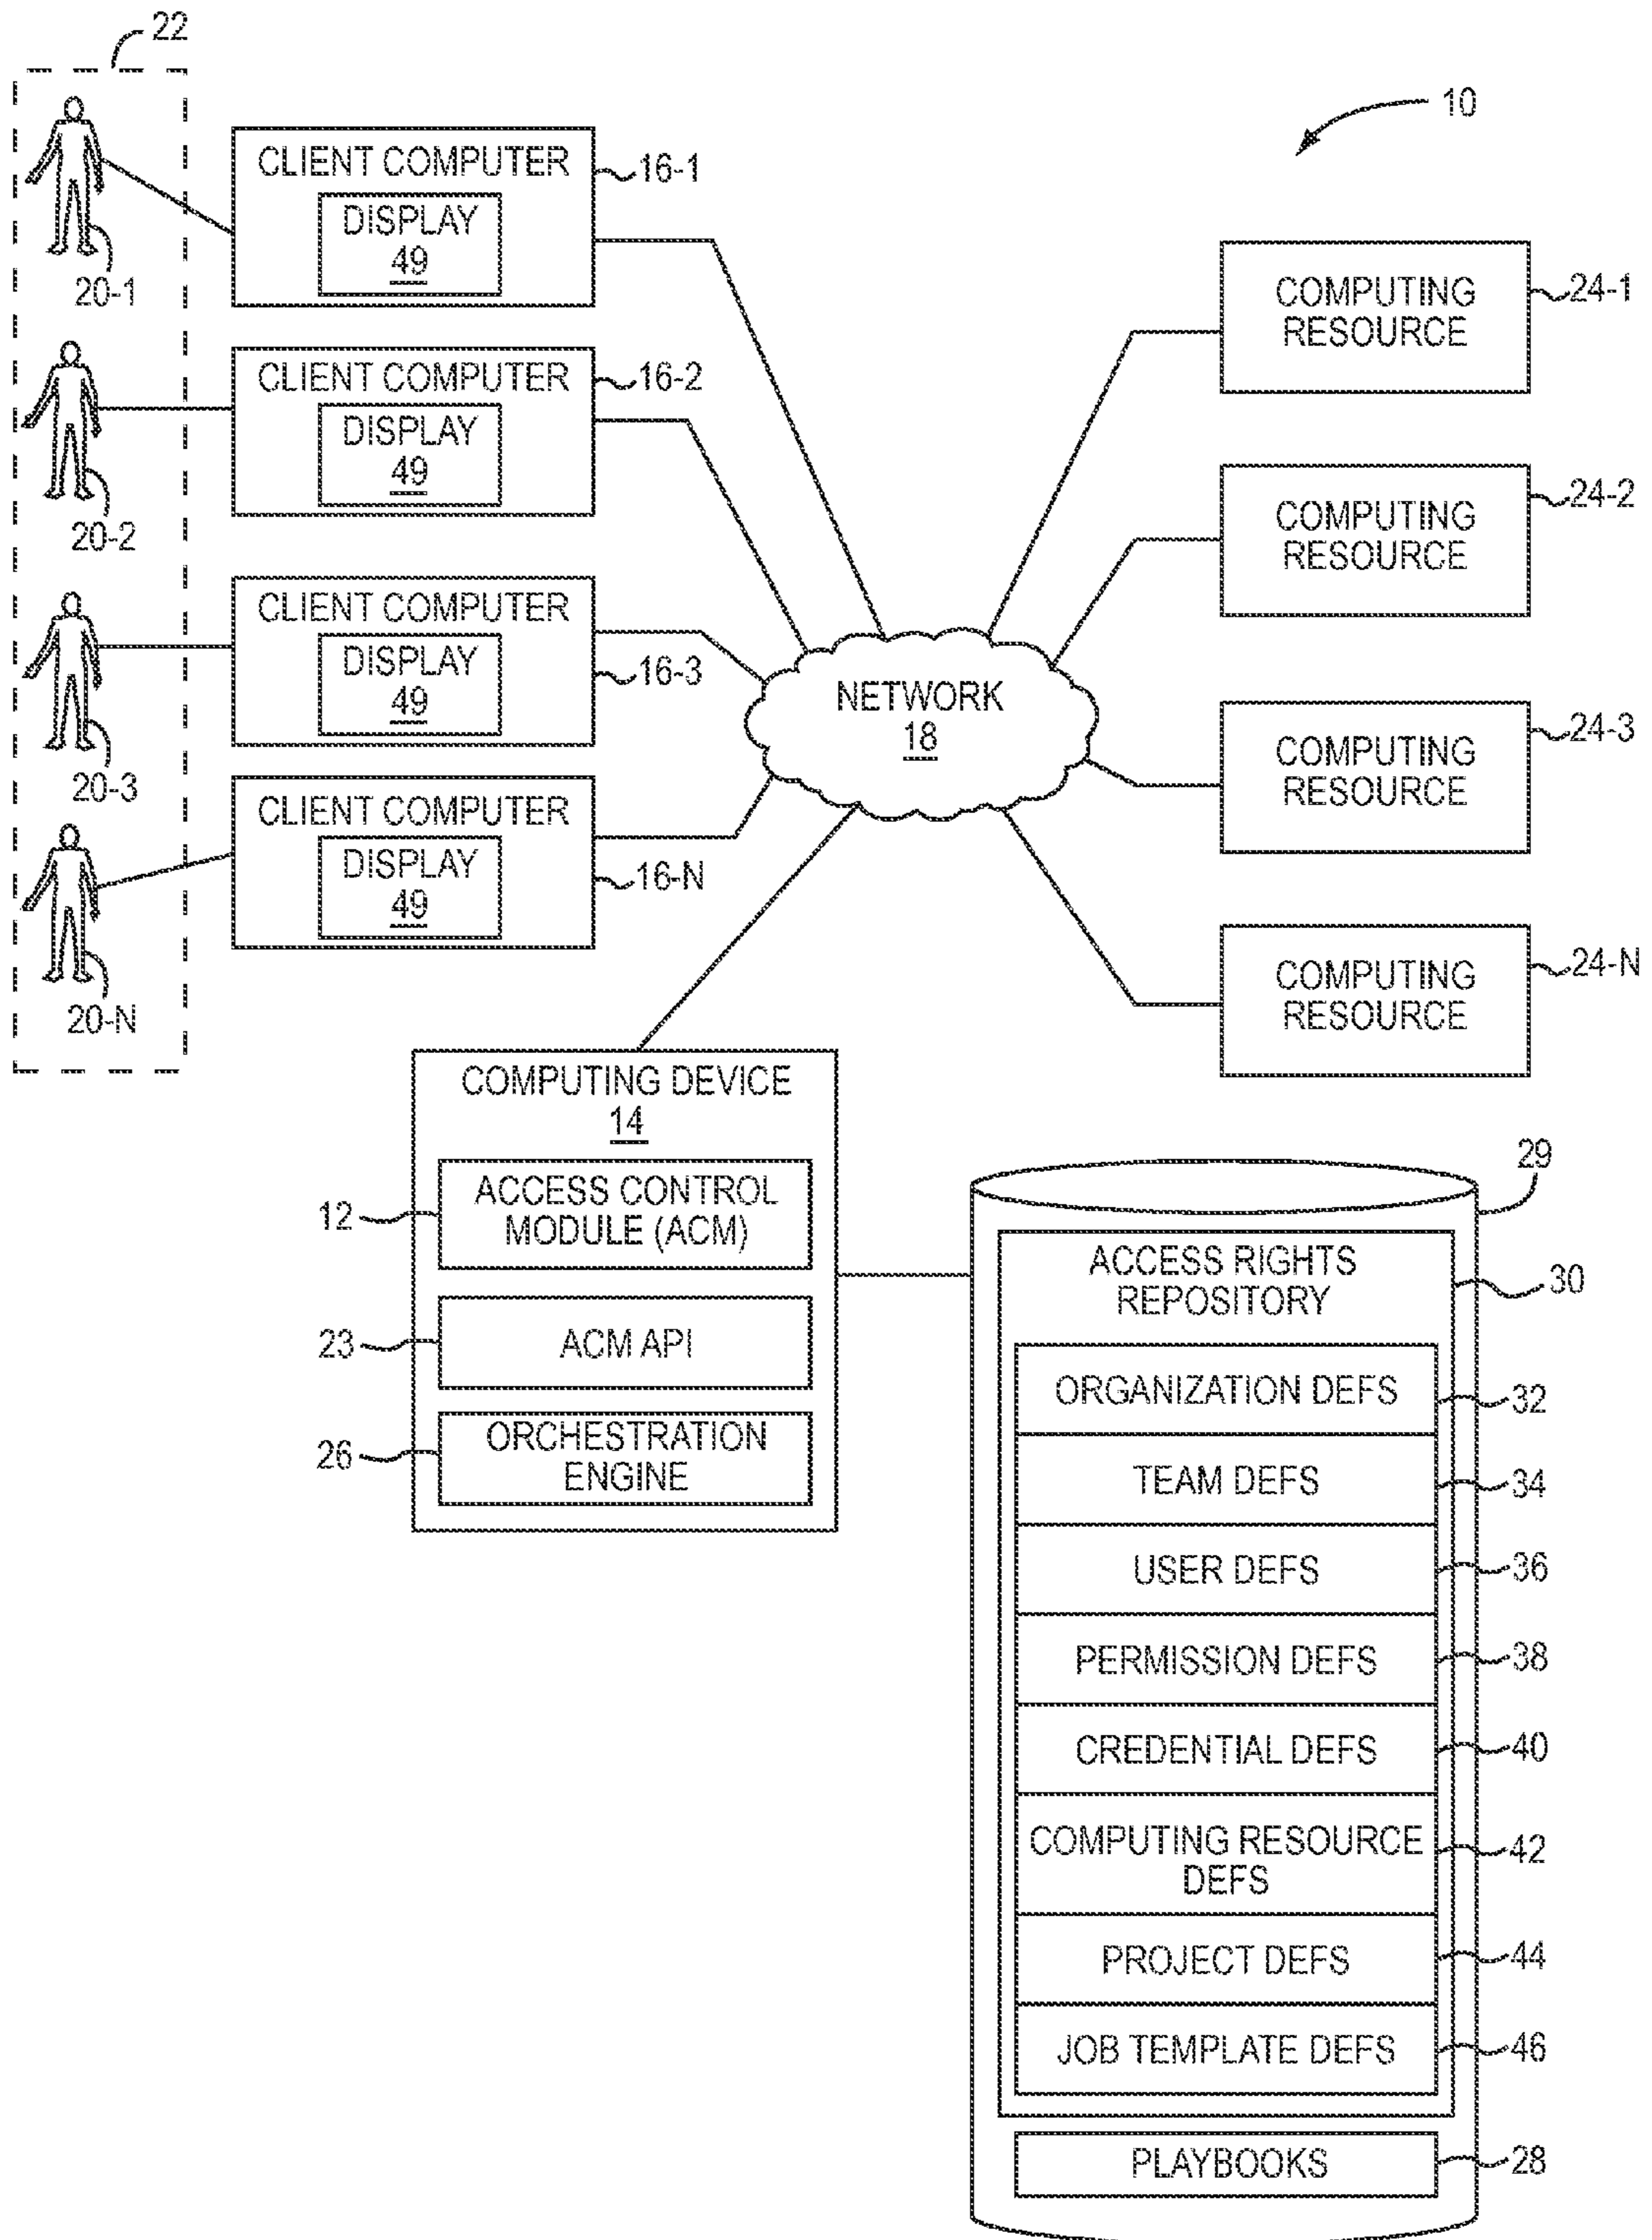 22
10
CLIENT COMPUTER
16-1
DISPLAY
49
20-1
COMPUTING
RESOURCE
24-1
CLIENT COMPUTER
16-2
DISPLAY
49
20-2
COMPUTING
RESOURCE
24-2
CLIENT COMPUTER
DISPLAY
49
16-3
20-3
NETWORK
18
COMPUTING
RESOURCE
24-3
CLIENT COMPUTER
DISPLAY
49
16-N
20-N
COMPUTING
RESOURCE
24-N
COMPUTING DEVICE
14
12
ACCESS CONTROL
MODULE (ACM)
23
ACM API
26
ORCHESTRATION
ENGINE
29
ACCESS RIGHTS
REPOSITORY
30
ORGANIZATION DEFS
32
TEAM DEFS
34
USER DEFS
36
PERMISSION DEFS
38
CREDENTIAL DEFS
40
COMPUTING RESOURCE
DEFS
42
PROJECT DEFS
44
JOB TEMPLATE DEFS
46
PLAYBOOKS
28